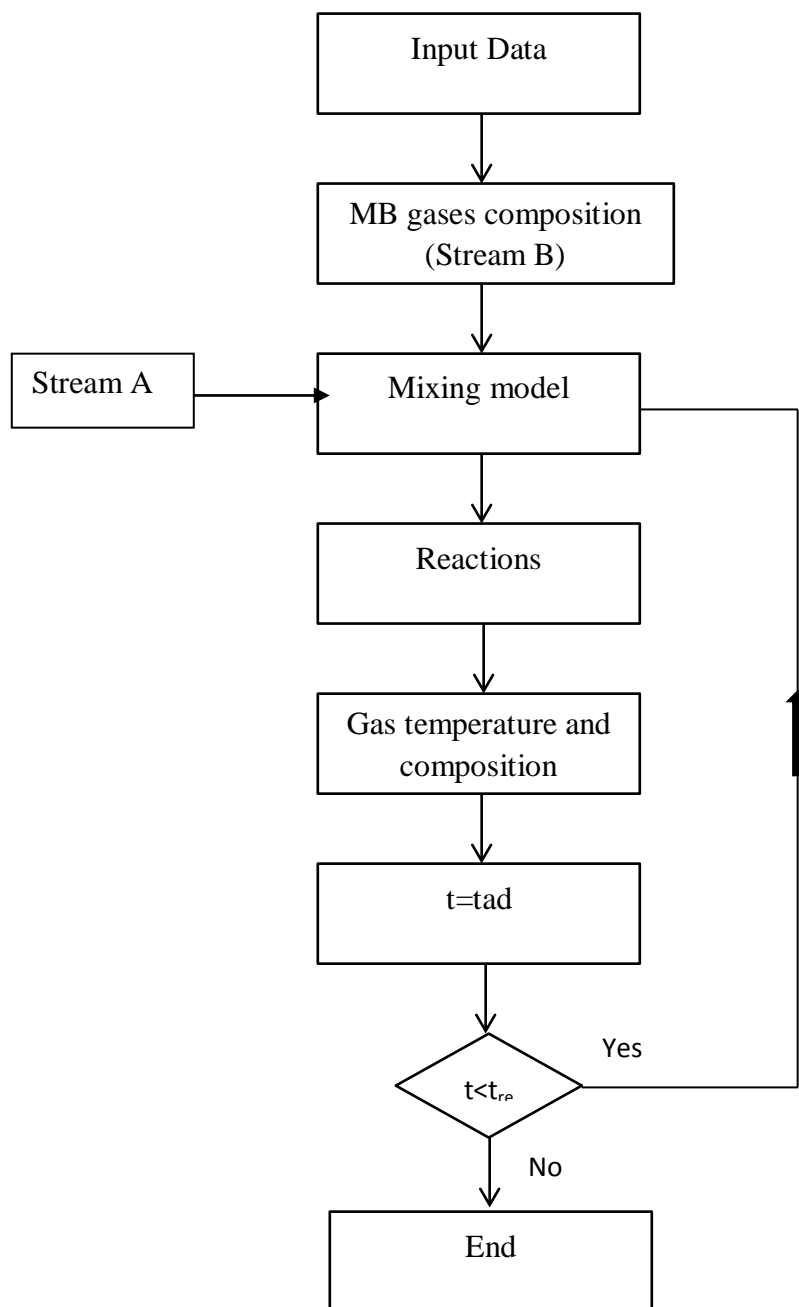 Input Data
MB gases composition
(Stream B)
Stream A
Mixing model
Reactions
Gas temperature and
composition
t=tad
Yes
t<tre
No
End